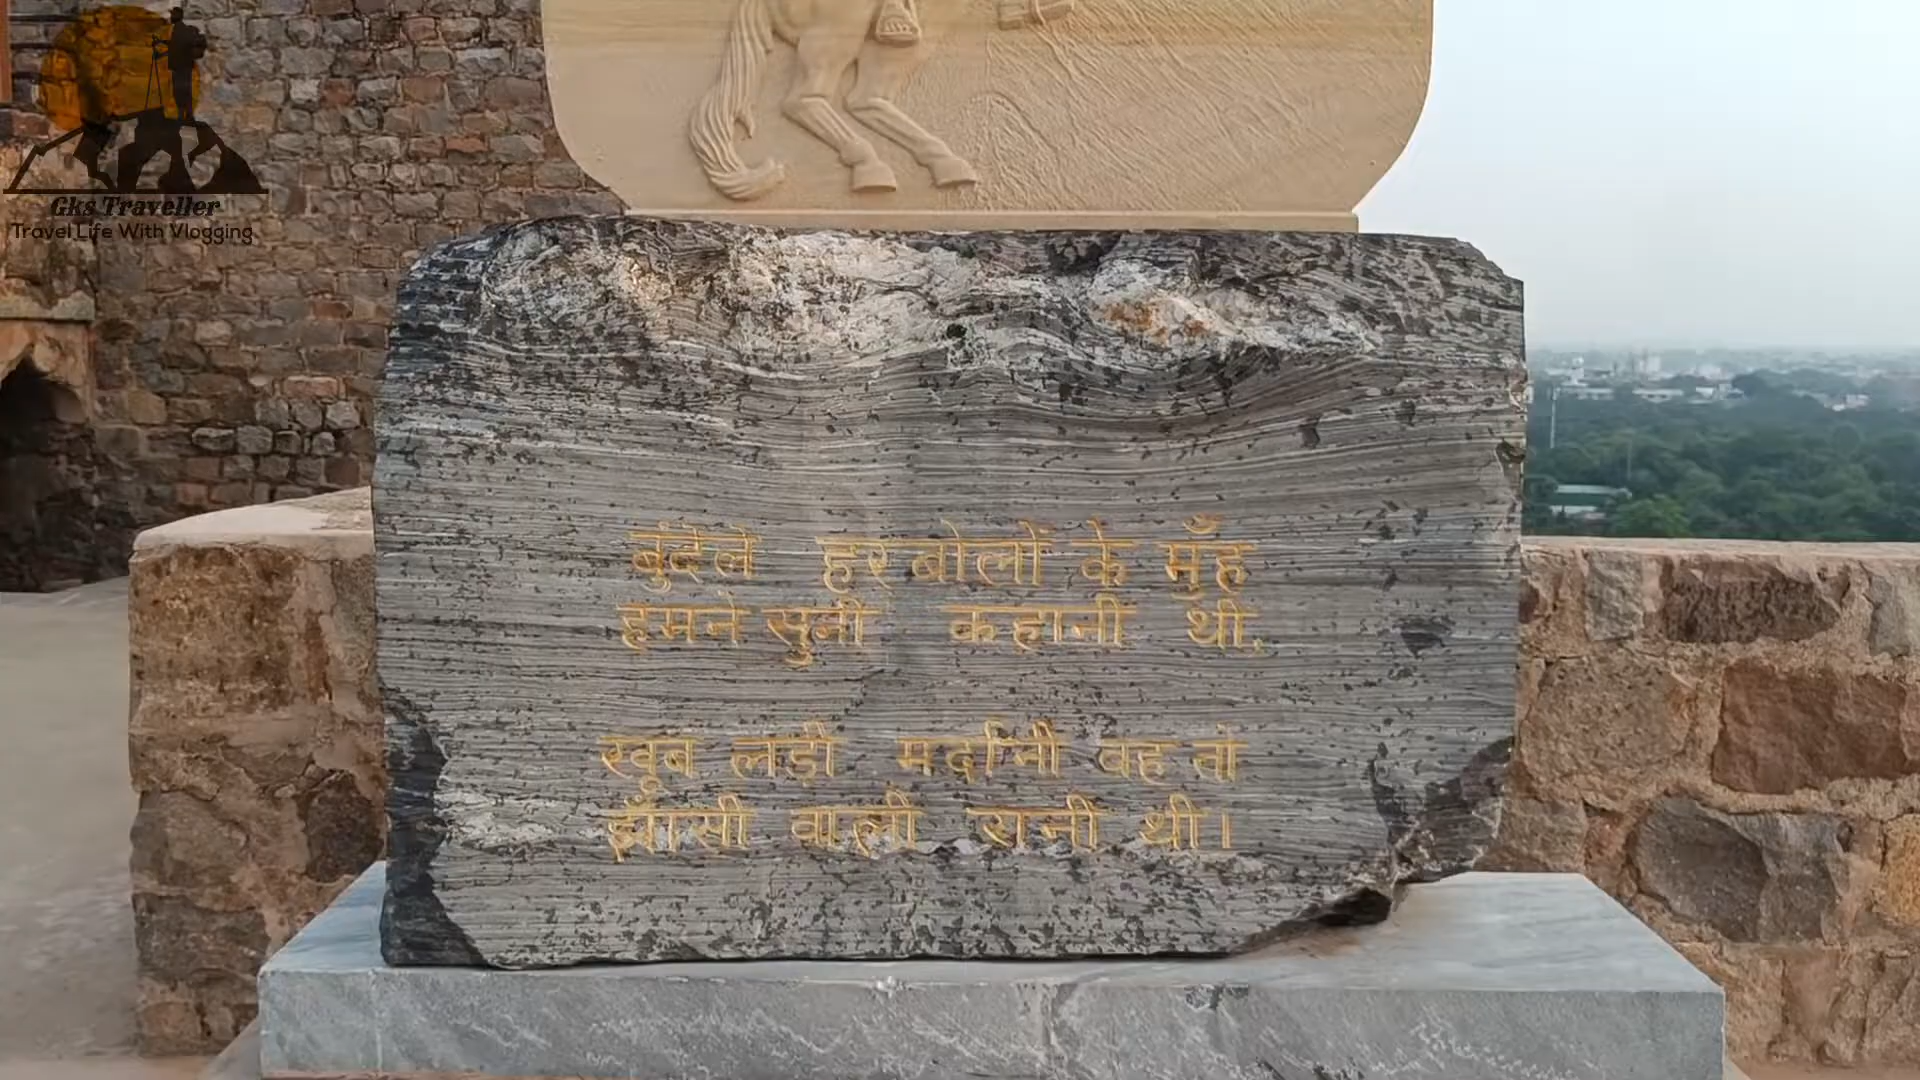 Gks Traveller
Travel Life With Vlogging
बुंदेले हरबोलों के मुँह
हमने सुनी कहानी थी,
खूब लड़ी मर्दानी वह तो
झाँसी वाली रानी थी।